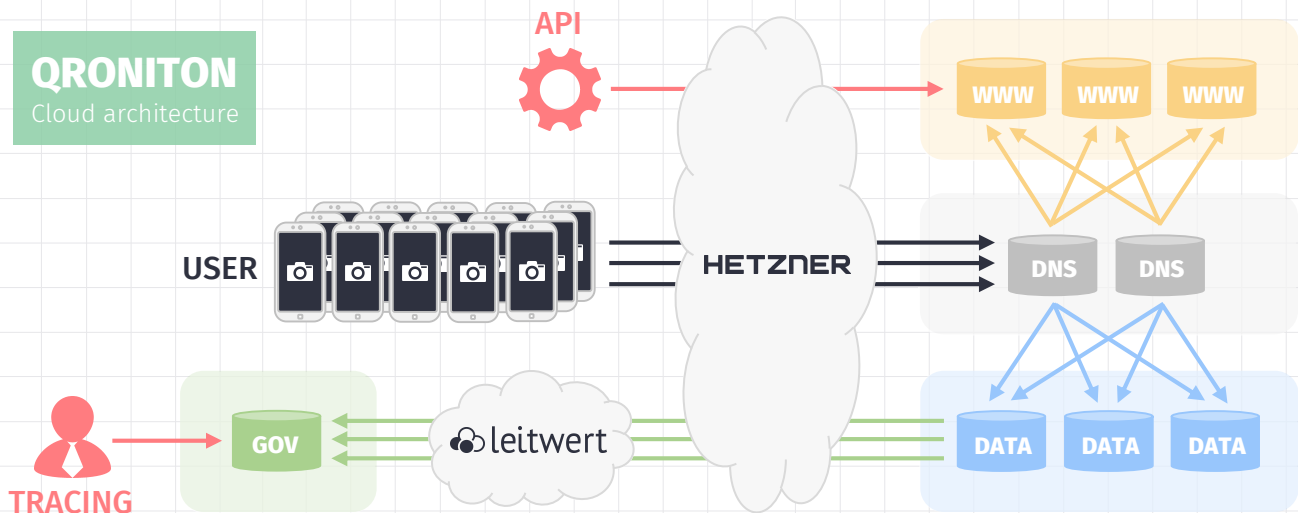 QRONITON
Cloud architecture
API
WWW
WWW
WWW
USER
HETZNER
DNS
DNS
GOV
leitwert
DATA
DATA
DATA
TRACING